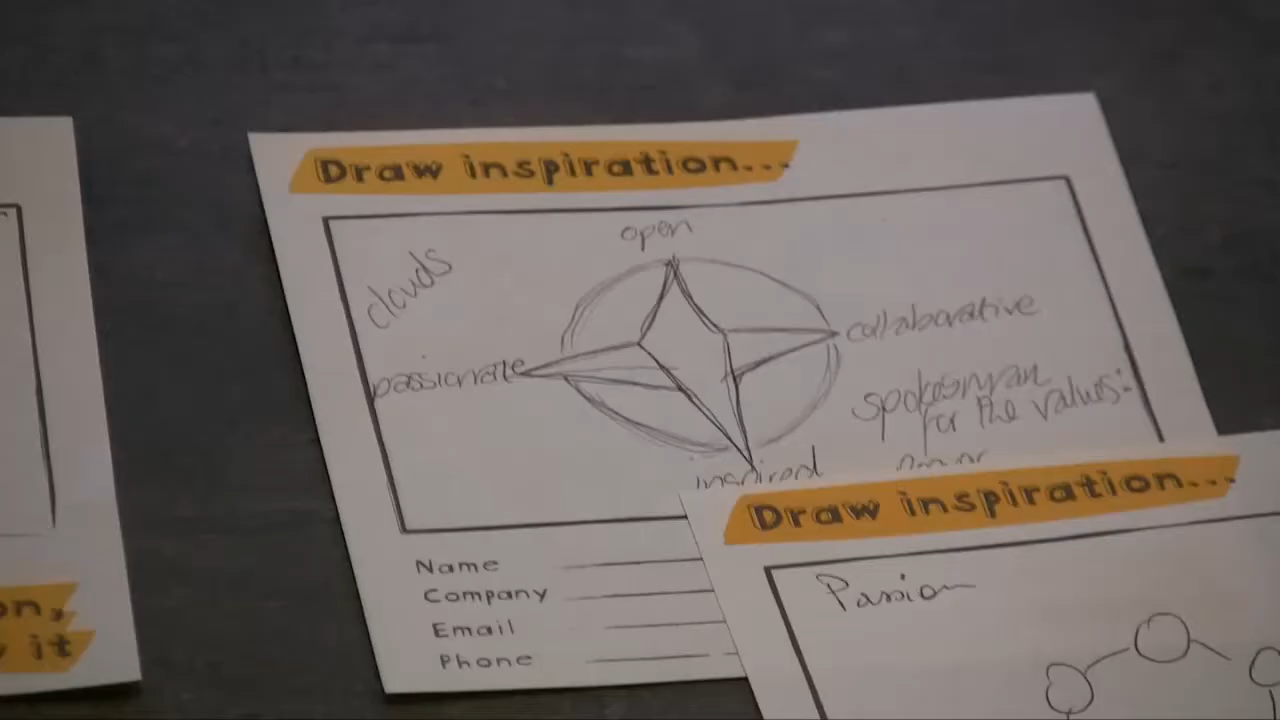 Draw inspiration...
open
clouds
collaborative
passionate
spokesman
for the values:
inspired
Name
Company
Email
Phone
Draw inspiration...
Passion
on,
it